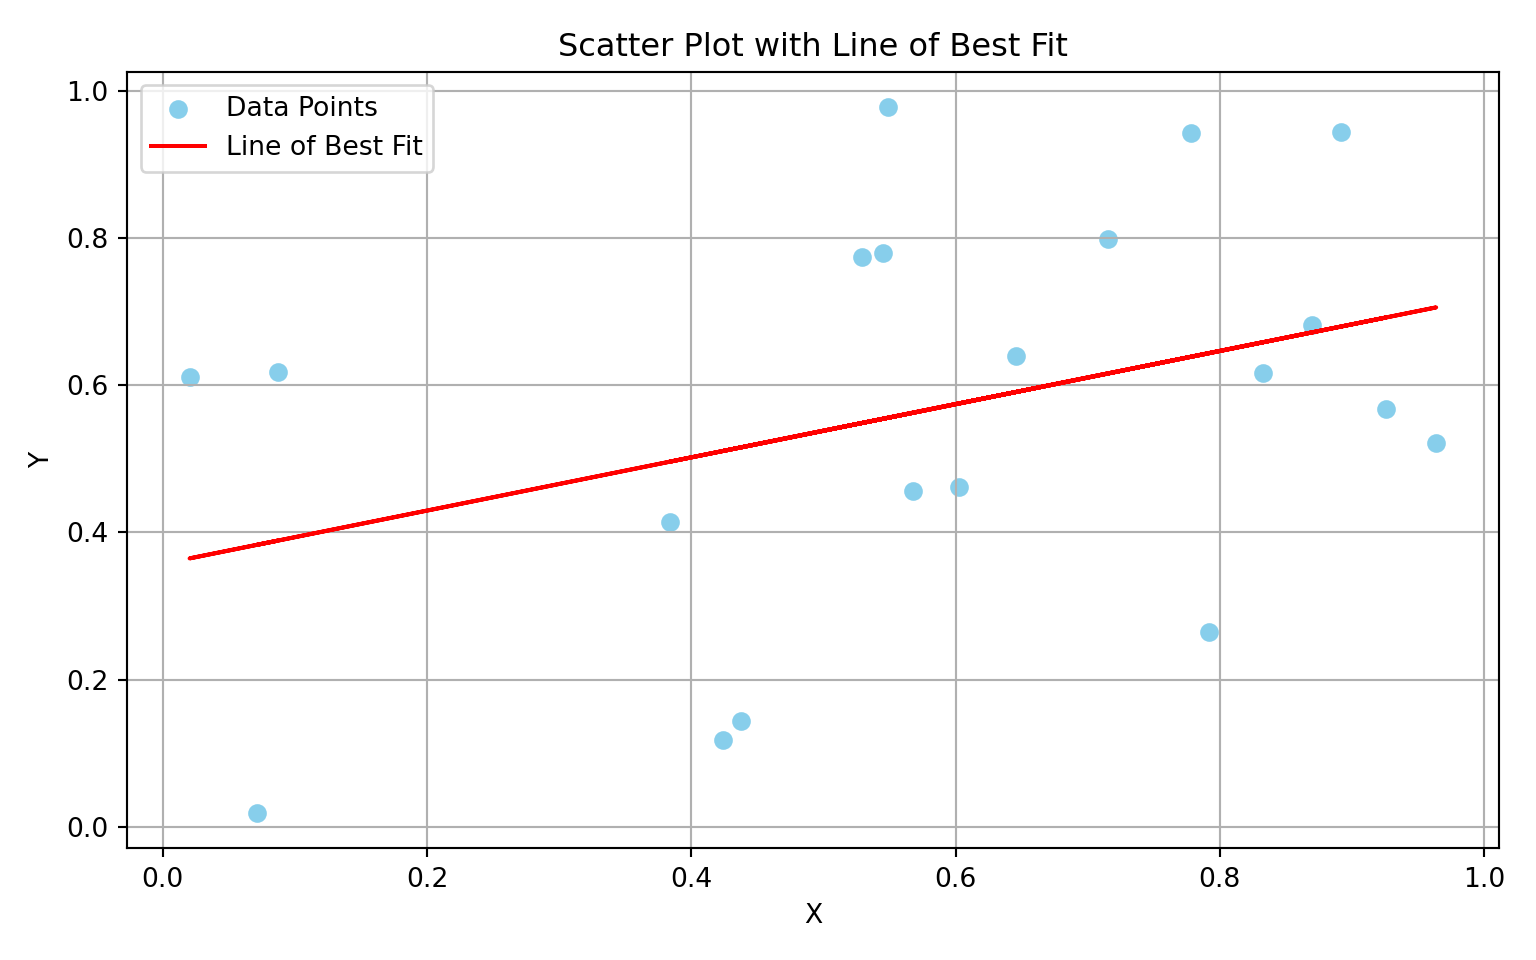 Scatter Plot with Line of Best Fit
Data Points
Line of Best Fit
1.0
0.8
0.6
0.4
0.2
0.0
Y
0.0 0.2 0.4 0.6 0.8 1.0
X